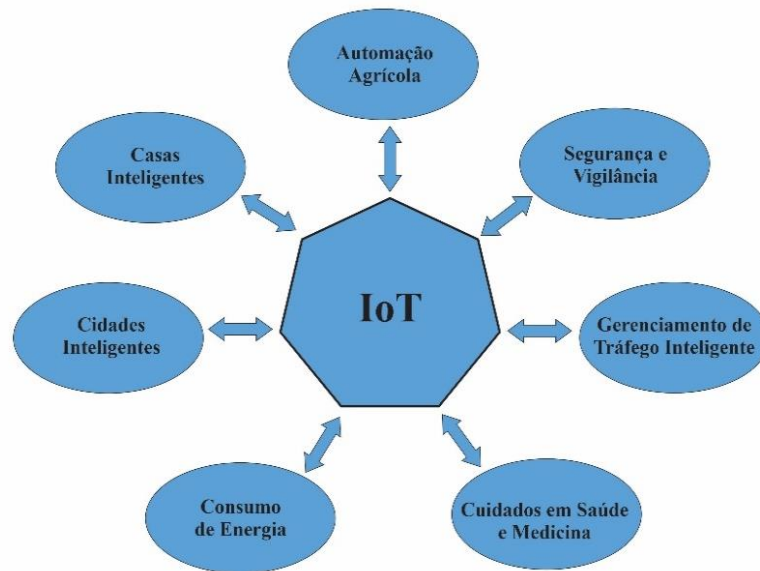 Automação
Agrícola
Casas
Inteligentes
Segurança e
Vigilância
IoT
Cidades
Inteligentes
Gerenciamento de
Tráfego Inteligente
Consumo
de Energia
Cuidados em Saúde
e Medicina